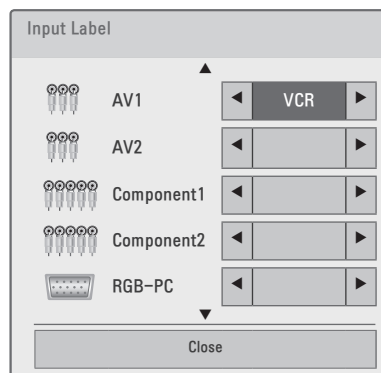 Input Label
AV1 VCR
AV2
Component1
Component2
RGB-PC
Close